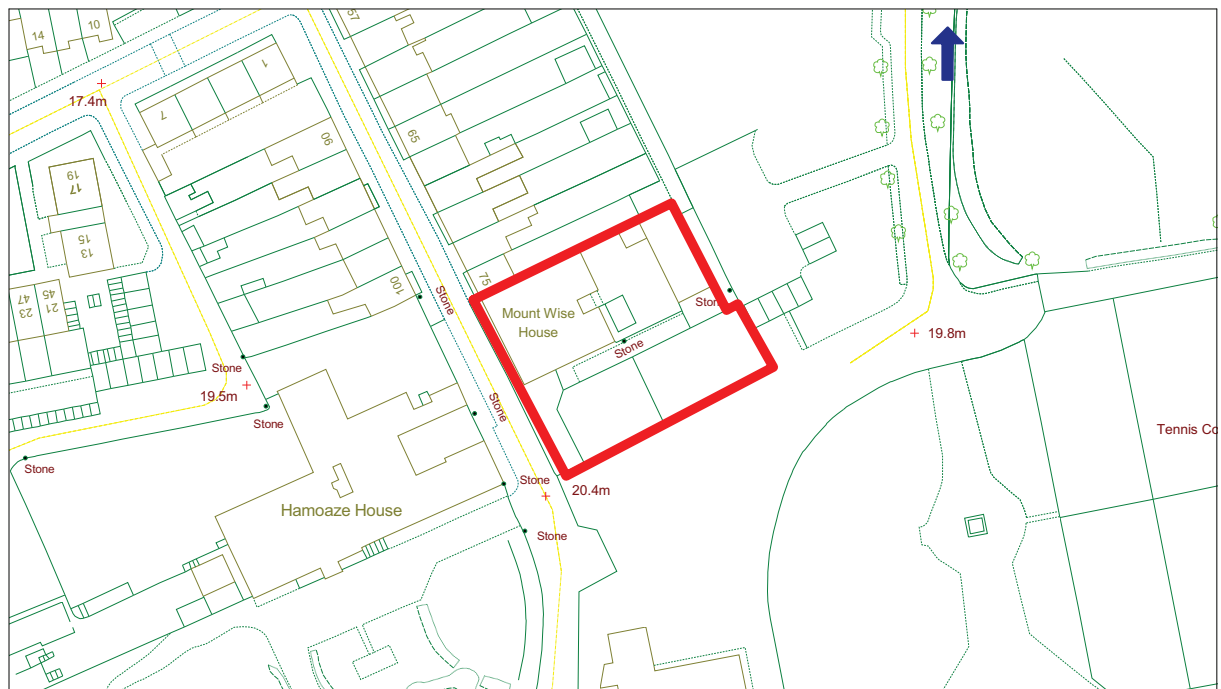 14
10
57
1
7
17.4m
65
90
19
17
15
13
75
100
Stone
Mount Wise
House
Stone
45
21
47
23
Stone
Stone
19.8m
Stone
19.5m
Stone
Tennis Co
Stone
Stone
20.4m
Hamoaze House
Stone